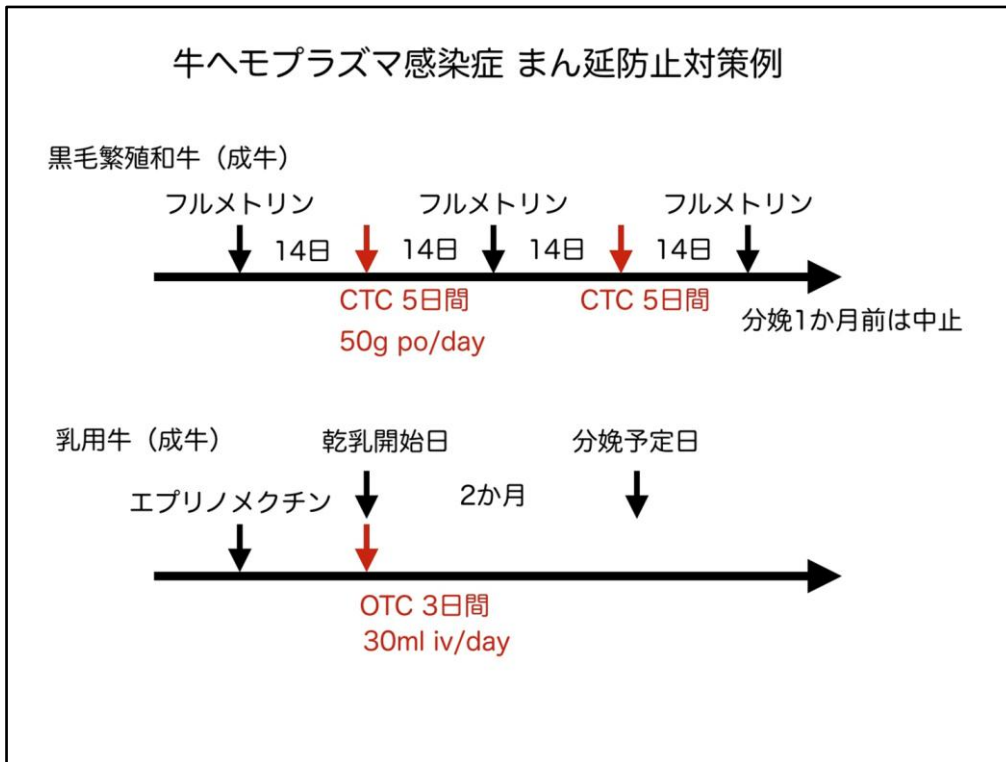 牛ヘモプラズマ感染症 まん延防止対策例
黒毛繁殖和牛（成牛）
フルメトリン フルメトリン フルメトリン
14日 14日 14日 14日
CTC 5日間 CTC 5日間
50g po/day
分娩1か月前は中止
乳用牛（成牛） 乾乳開始日 分娩予定日
エプリノメクチン 2か月
OTC 3日間
30ml iv/day